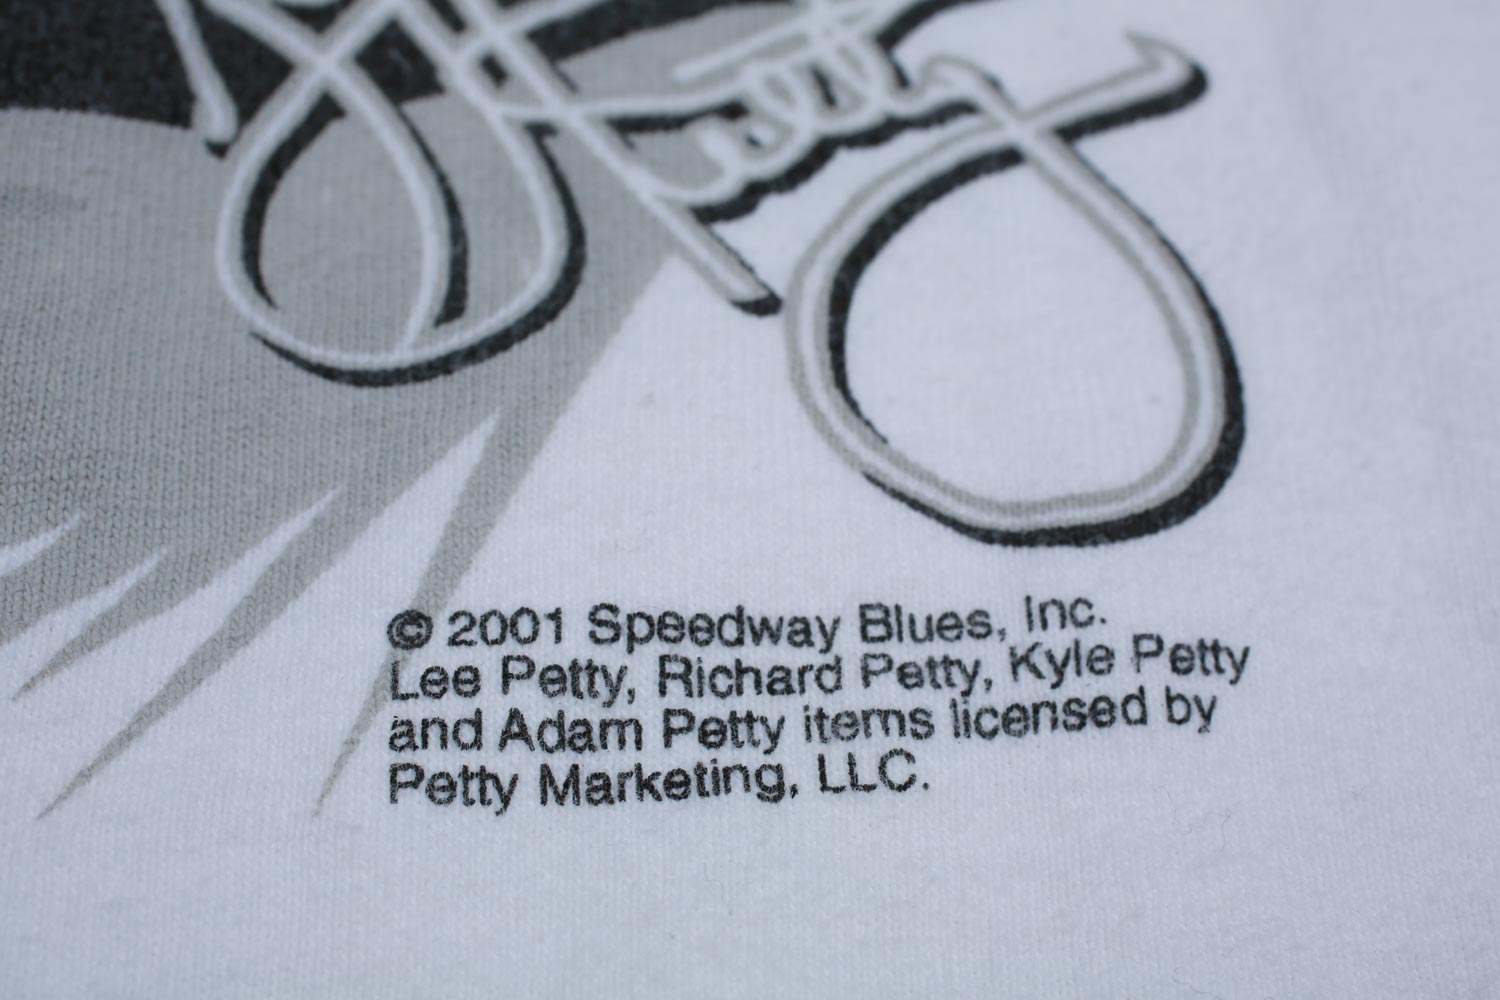 © 2001 Speedway Blues, Inc.
Lee Petty, Richard Petty, Kyle Petty
and Adam Petty items licensed by
Petty Marketing, LLC.